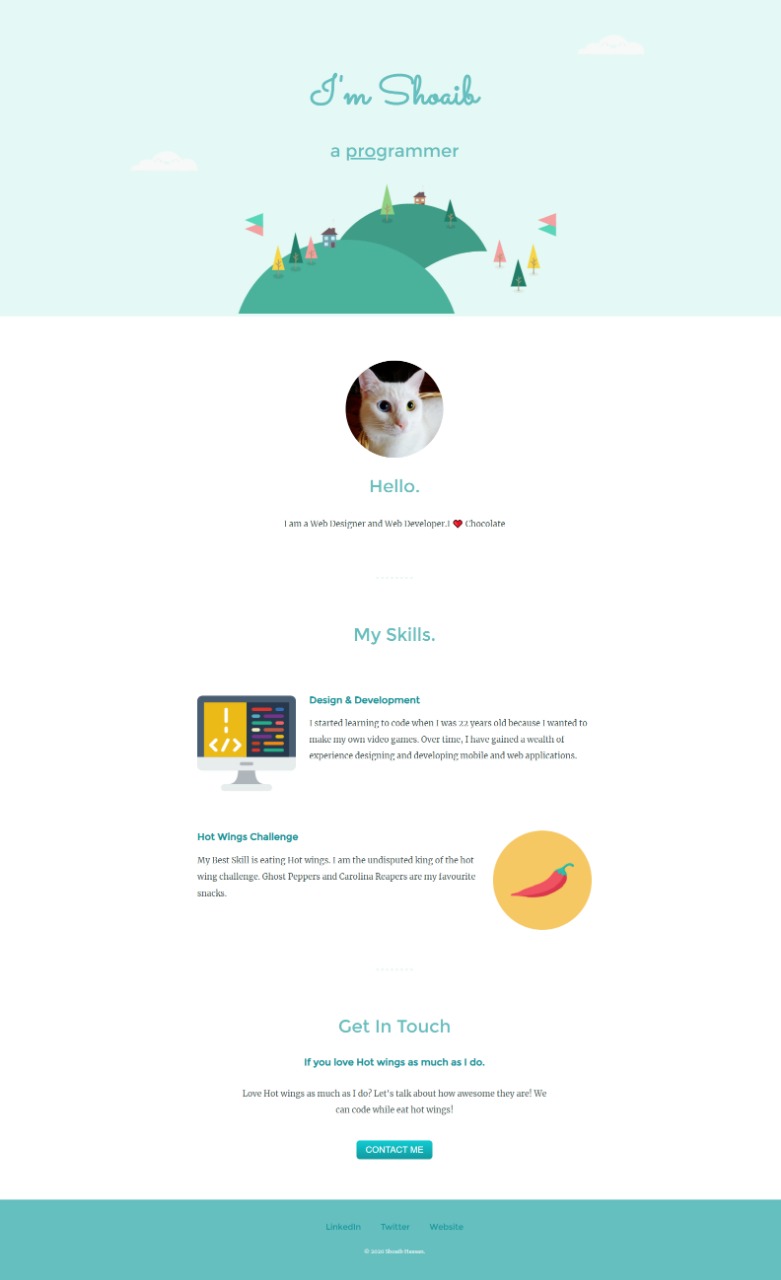 I'm Shoaib
a programmer
Hello.
I am a Web Designer and Web Developer.I ❤ Chocolate
My Skills.
Design & Development
I started learning to code when I was 22 years old because I wanted to
make my own video games. Over time, I have gained a wealth of
experience designing and developing mobile and web applications.
! </>
Hot Wings Challenge
My Best Skill is eating Hot wings. I am the undisputed king of the hot
wing challenge. Ghost Peppers and Carolina Reapers are my favourite
snacks.
Get In Touch
If you love Hot wings as much as I do.
Love Hot wings as much as I do? Let's talk about how awesome they are! We
can code while eat hot wings!
CONTACT ME
LinkedIn Twitter Website
© Shoaib